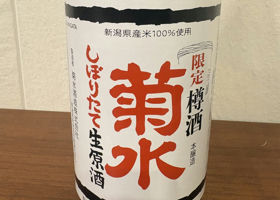 新潟県産米100%使用
限定
樽酒
本醸造
菊水
しぼりたて
生原酒